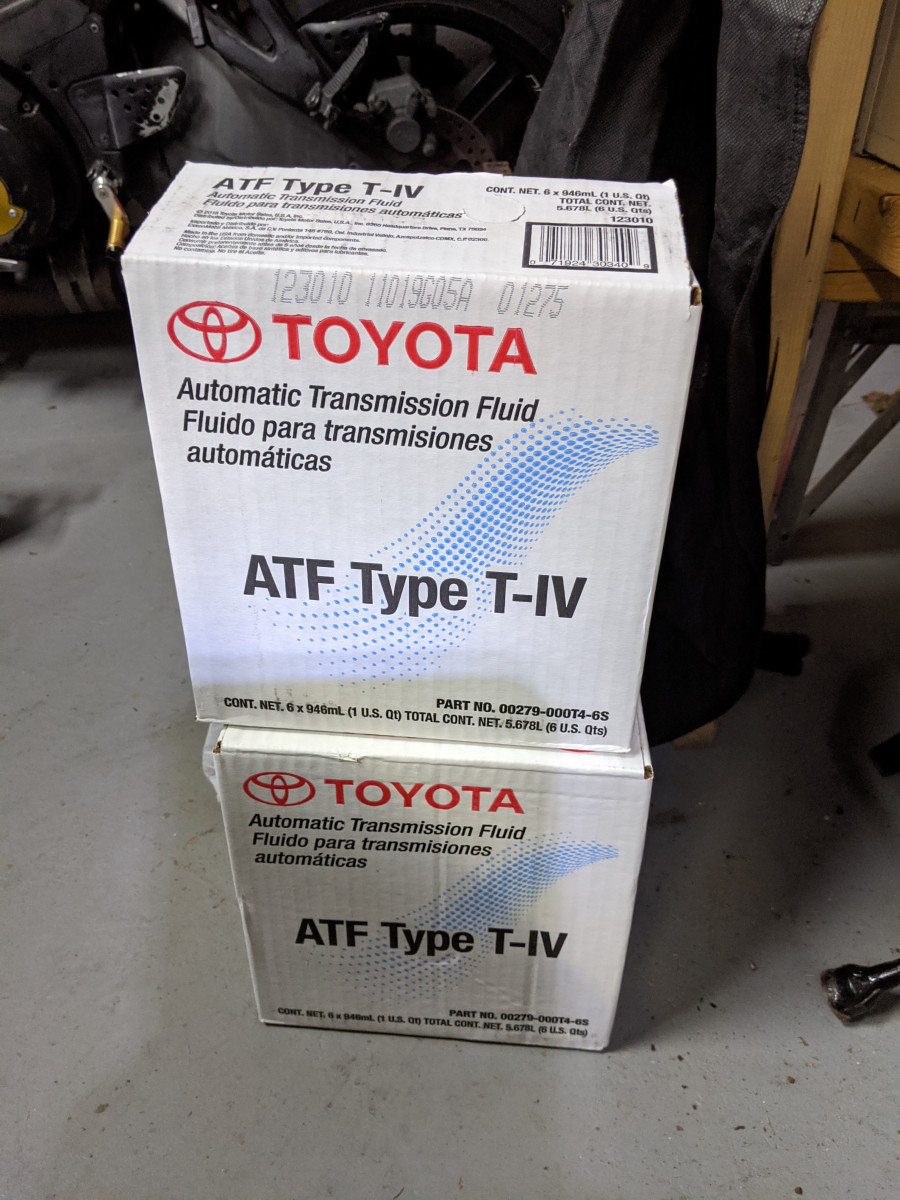 ATF Type T-IV
Automatic Transmission Fluid
Fluido para transmisiones automáticas
CONT. NET. 6 x 946mL (1 U.S. Qt)
TOTAL CONT. NET.
5.678L (6 U.S. Qts)
123010
0 71924 30340 9
123010 11019G05A 01275
TOYOTA
Automatic Transmission Fluid
Fluido para transmisiones
automáticas
ATF Type T-IV
PART NO. 00279-000T4-6S
CONT. NET. 6 x 946mL (1 U.S. Qt) TOTAL CONT. NET. 5.678L (6 U.S. Qts)
TOYOTA
Automatic Transmission Fluid
Fluido para transmisiones
automáticas
ATF Type T-IV
PART NO. 00279-000T4-6S
CONT. NET. 6 x 946mL (1 U.S. Qt) TOTAL CONT. NET. 5.678L (6 U.S. Qts)